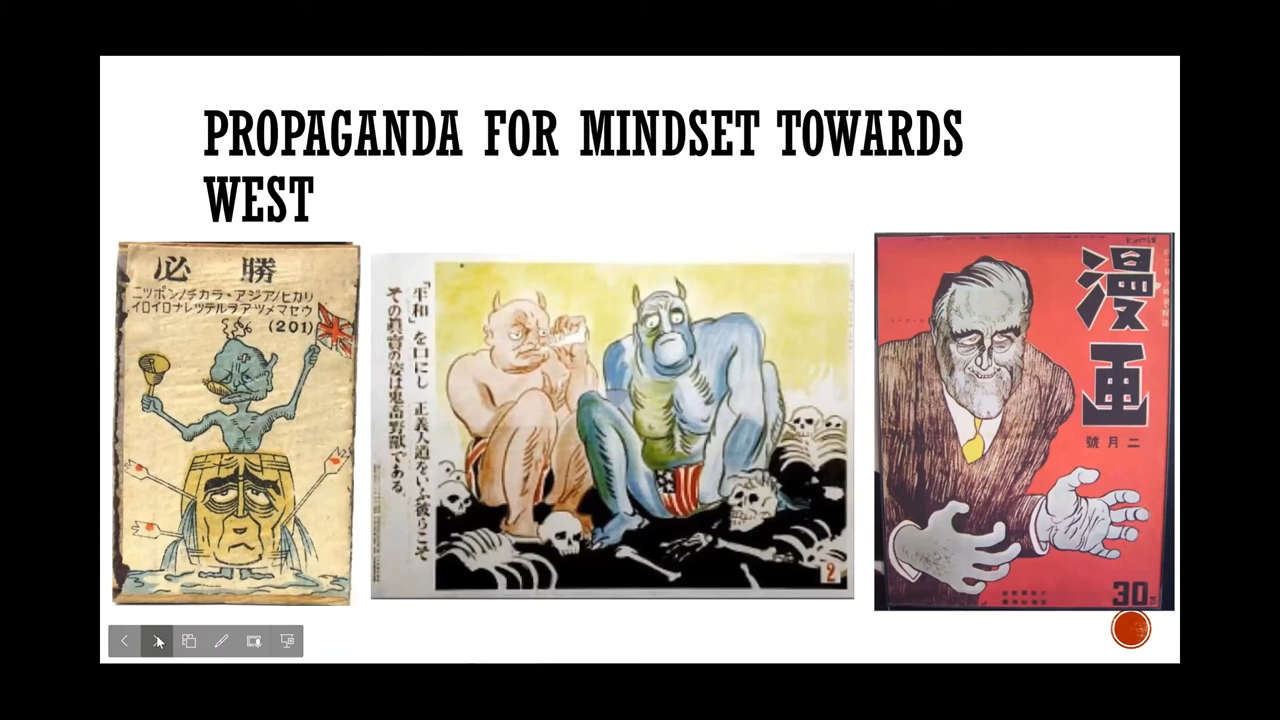 PROPAGANDA FOR MINDSET TOWARDS
WEST
必 勝
ニッポンノチカラ・アジアノヒカリ
イロイロナレツテルヲアツメマセウ
(201)
「平和」を口にし 正義人道をいふ彼らこそ
その眞實の姿は鬼畜野獸である。
2
漫画
二月號
30